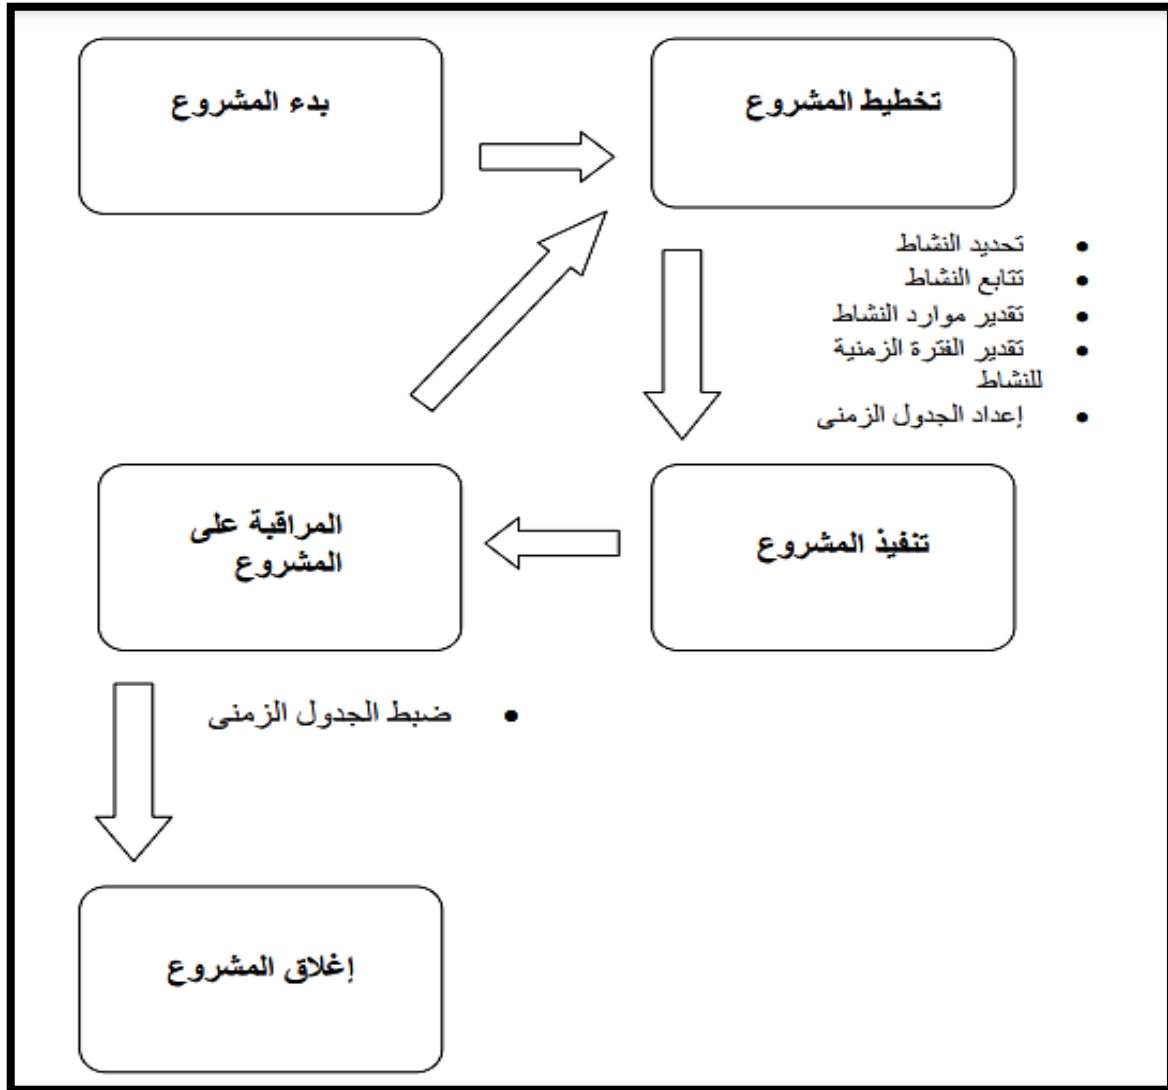 بدء المشروع
تخطيط المشروع
• تحديد النشاط
• تتابع النشاط
• تقدير موارد النشاط
• تقدير الفترة الزمنية
للنشاط
• إعداد الجدول الزمنى
تنفيذ المشروع
المراقبة على
المشروع
• ضبط الجدول الزمنى
إغلاق المشروع